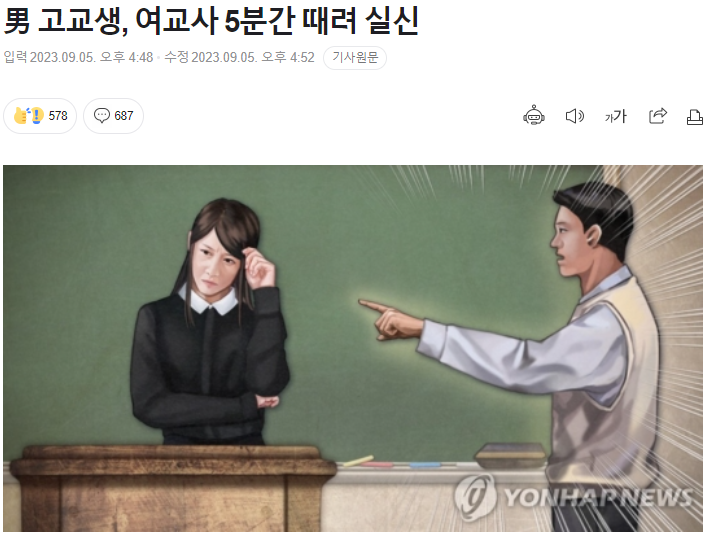 男 고교생, 여교사 5분간 때려 실신
입력 2023.09.05. 오후 4:48 · 수정 2023.09.05. 오후 4:52 기사원문
578 687 가가
YONHAPNEWS